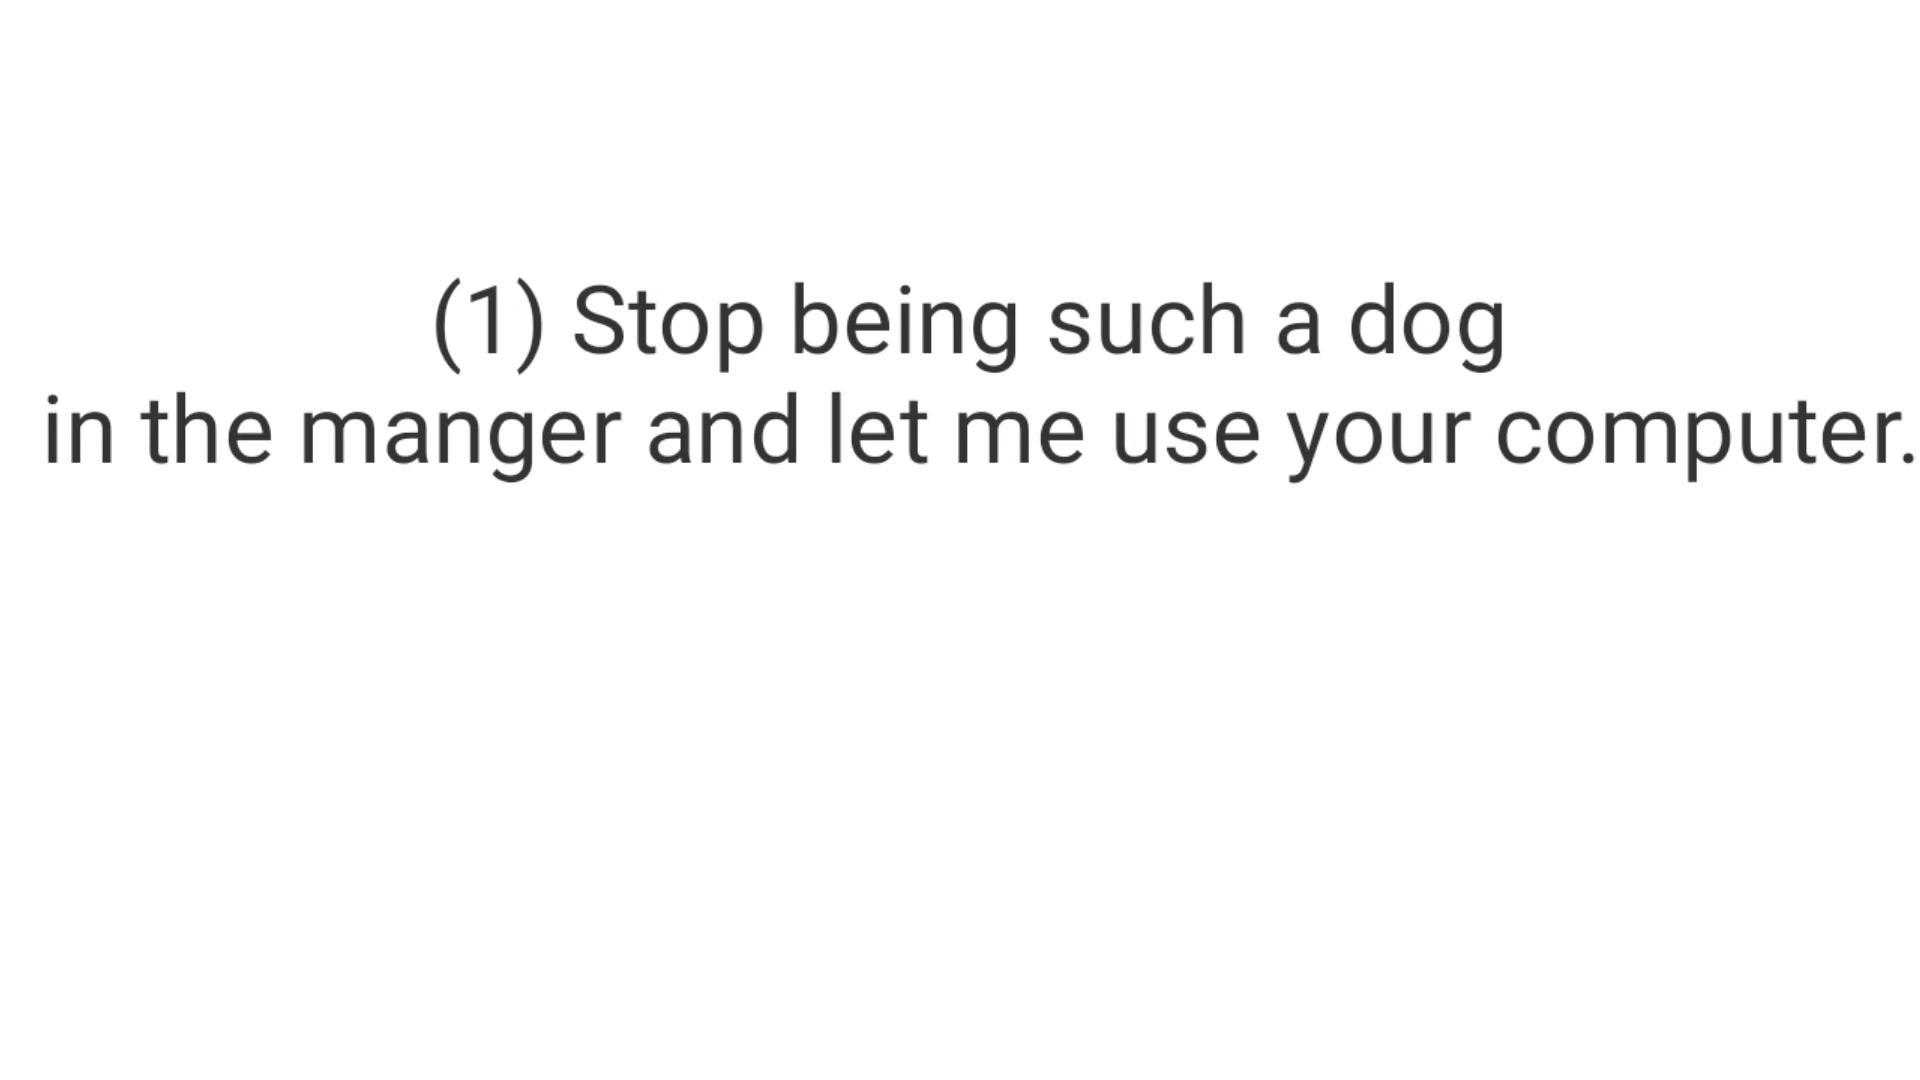 (1) Stop being such a dog
in the manger and let me use your computer.